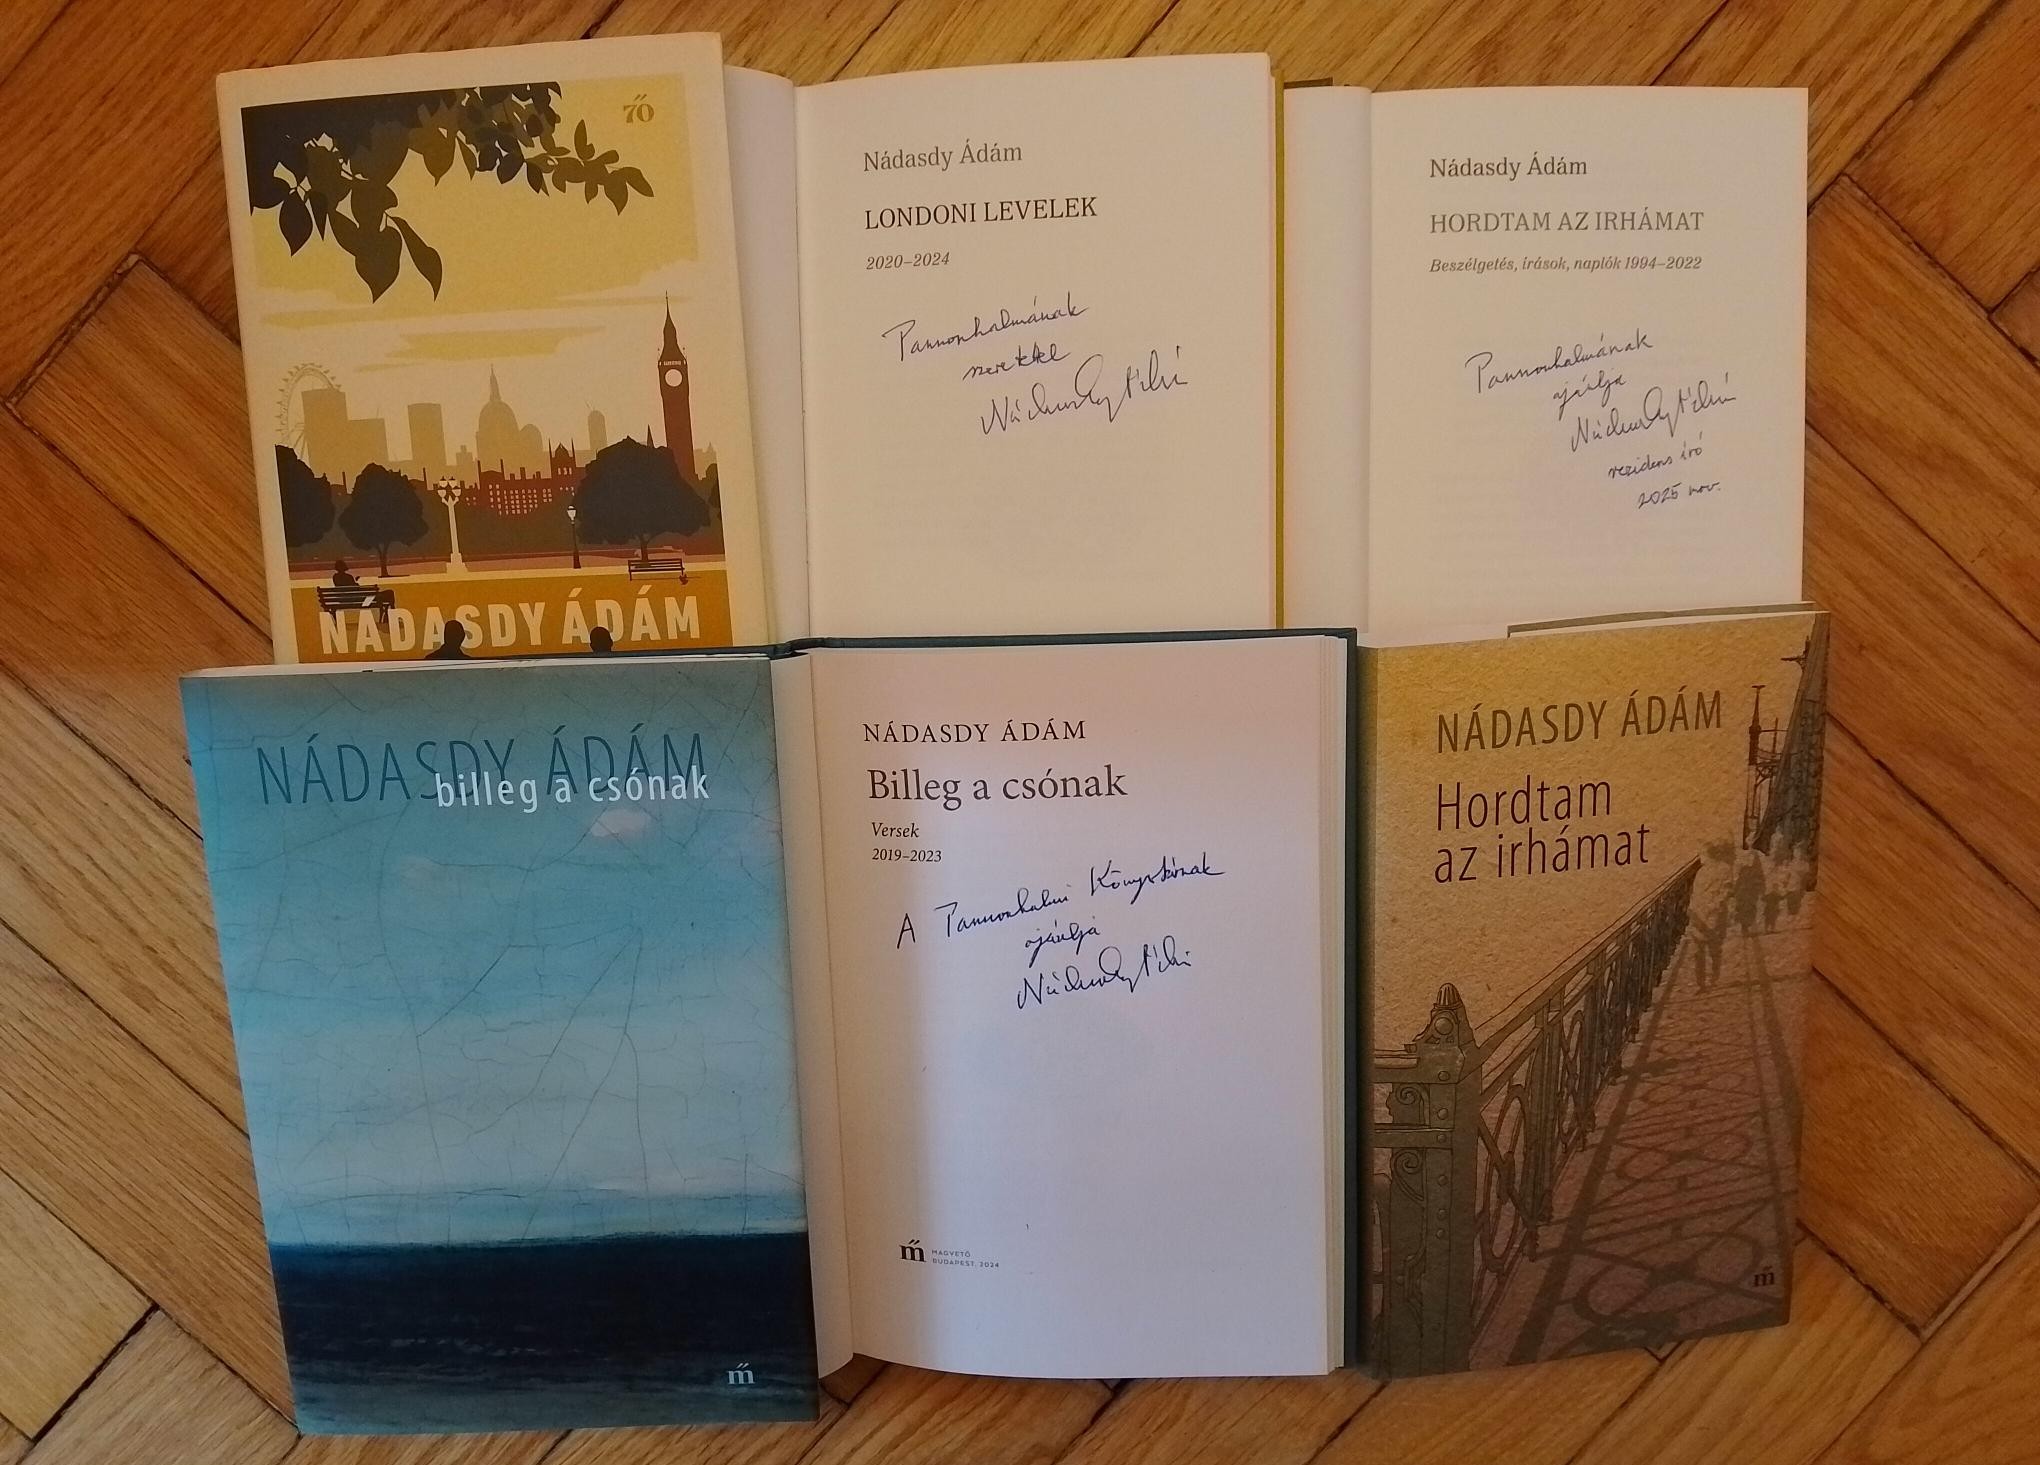 7ő
NÁDASDY ÁDÁM
Nádasdy Ádám
LONDONI LEVELEK
2020–2024
Pannonhalmának
szeretettel
Nádasdy Ádám
Nádasdy Ádám
HORDTAM AZ IRHÁMAT
Beszélgetés, írások, naplók 1994–2022
Pannonhalmának
ajánlja
Nádasdy Ádám
rezidens író
2025 nov.
NÁDASDY ÁDÁM
billeg a csónak
mű
NÁDASDY ÁDÁM
Billeg a csónak
Versek
2019–2023
A Pannonhalmi Könyvtárnak
ajánlja
Nádasdy Ádám
MAGVETŐ
BUDAPEST, 2024
NÁDASDY ÁDÁM
Hordtam
az irhámat